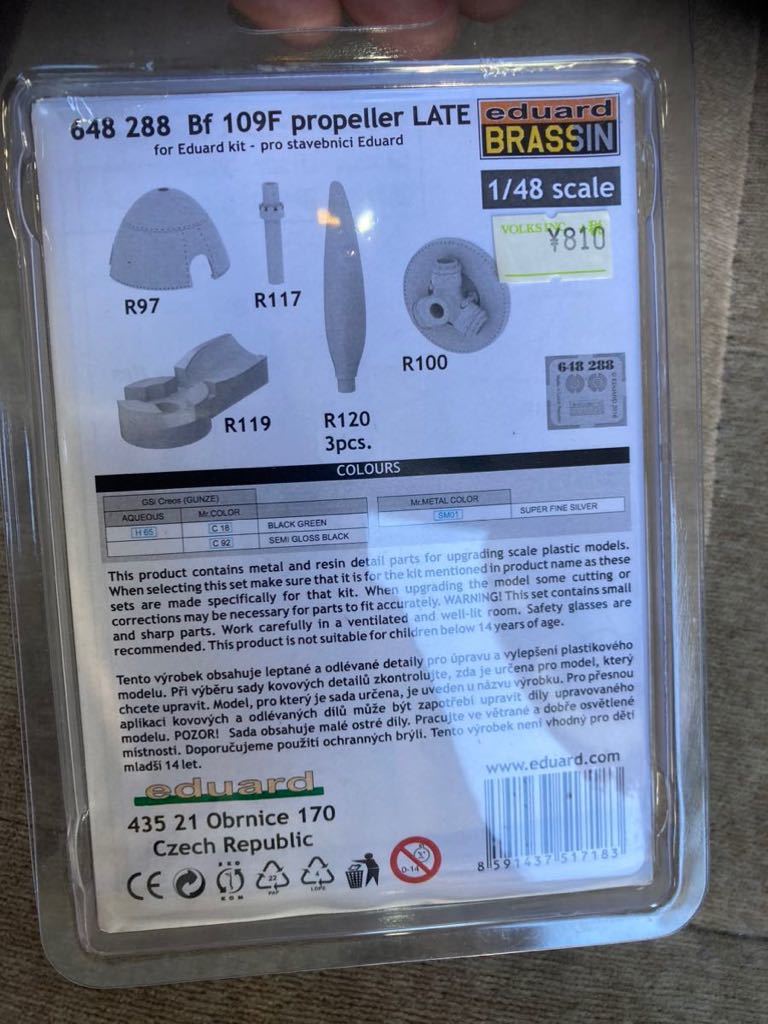 648 288 Bf 109F propeller LATE
for Eduard kit - pro stavebnici Eduard
eduard
BRASSIN
1/48 scale
VOLKS INC.
¥810
R97
R117
R100
R119
R120
3pcs.
648 288
COLOURS
GSi Creos (GUNZE)
AQUEOUS
Mr.COLOR
H 65
C 18
BLACK GREEN
C 92
SEMI GLOSS BLACK
Mr.METAL COLOR
SM01
SUPER FINE SILVER
This product contains metal and resin detail parts for upgrading scale plastic models.
When selecting this set make sure that it is for the kit mentioned in product name as these
sets are made specifically for that kit. When upgrading the model some cutting or
corrections may be necessary for parts to fit accurately. WARNING! This set contains small
and sharp parts. Work carefully in a ventilated and well-lit room. Safety glasses are
recommended. This product is not suitable for children below 14 years of age.
Tento výrobek obsahuje leptané a odlévané detaily pro úpravu a vylepšení plastikového
modelu. Při výběru sady kovových detailů zkontrolujte, zda je určena pro model, který
chcete upravit. Model, pro který je sada určena, je uveden u názvu výrobku. Pro přesnou
aplikaci kovových a odlévaných dílů může být zapotřebí upravit díly upravovaného
modelu. POZOR! Sada obsahuje malé ostré díly. Pracujte ve větrané a dobře osvětlené
místnosti. Doporučujeme použití ochranných brýlí. Tento výrobek není vhodný pro děti
mladší 14 let.
eduard
435 21 Obrnice 170
Czech Republic
www.eduard.com
8 591437 517183
CE
EKO
KOM
22
PAP
4
LDPE
0-14